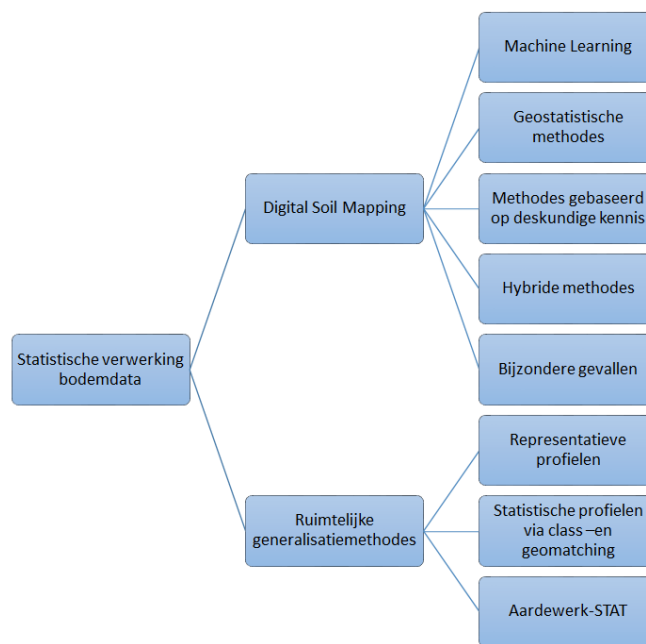 Machine Learning
Geostatistische
methodes
Digital Soil Mapping
Methodes gebaseerd
op deskundige kennis
Hybride methodes
Statistische verwerking
bodemdata
Bijzondere gevallen
Representatieve
profielen
Ruimtelijke
generalisatiemethodes
Statistische profielen
via class –en
geomatching
Aardewerk-STAT